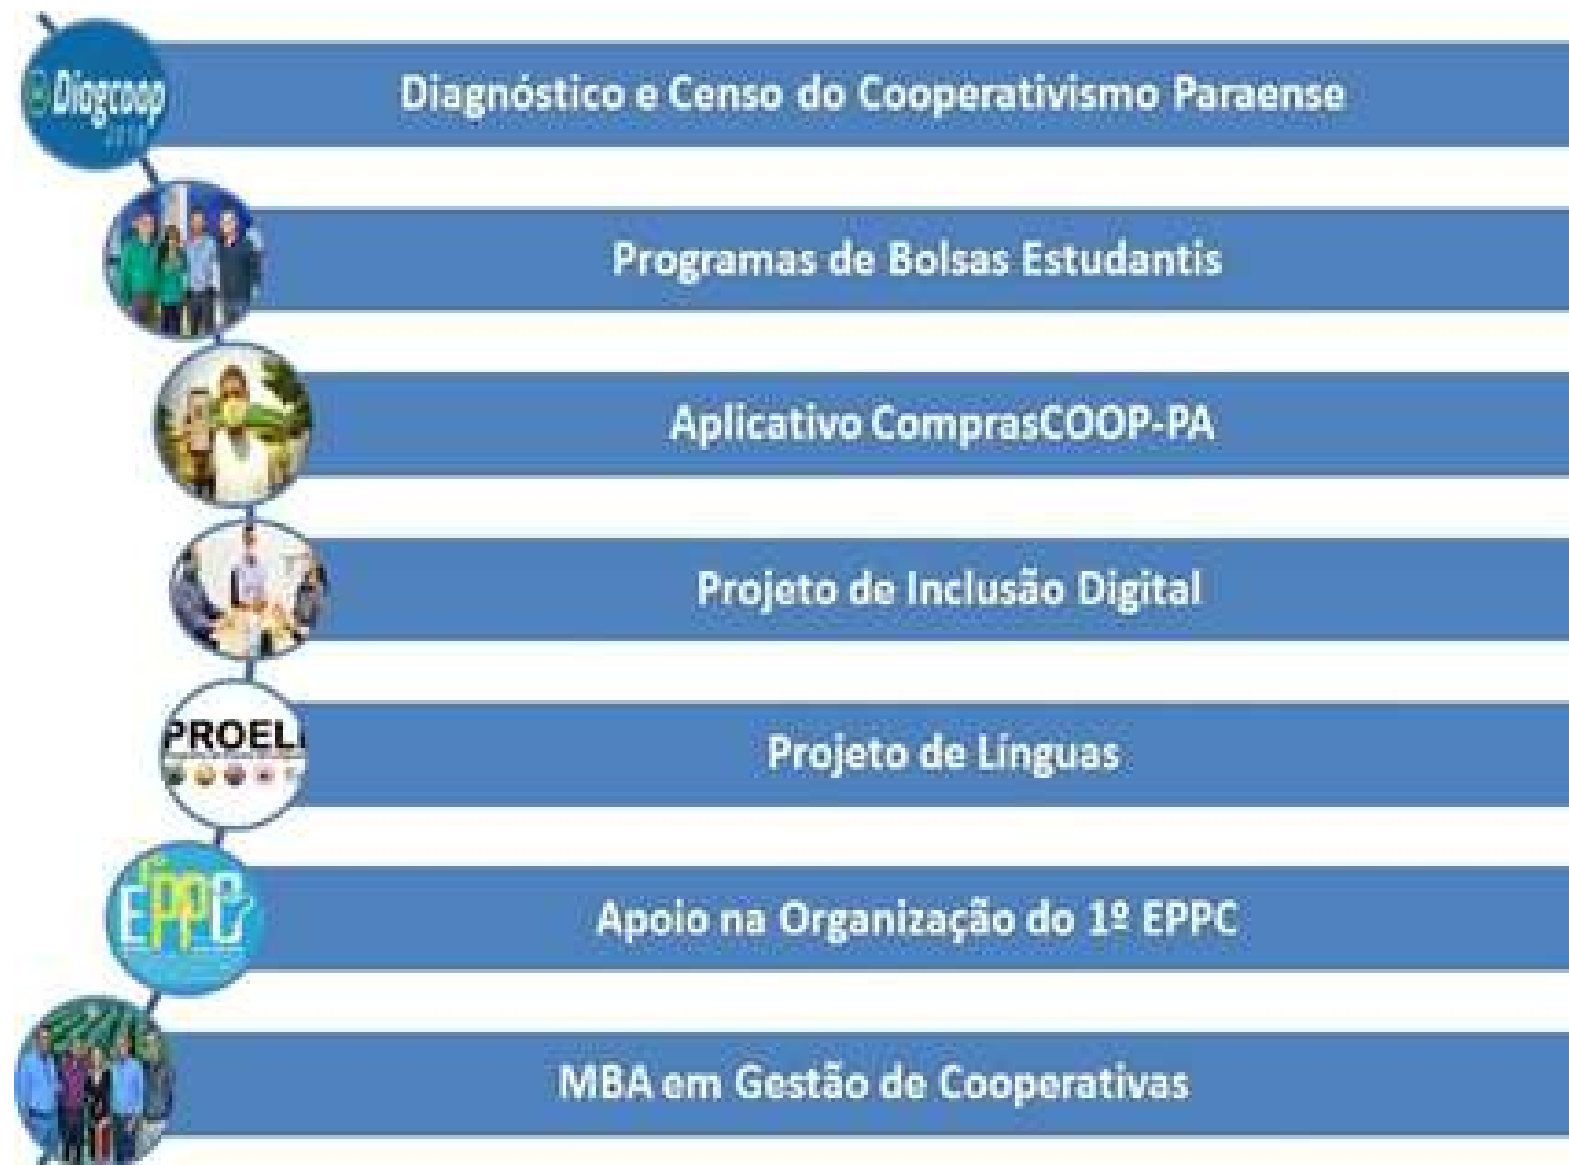 Diagcoop
Diagnóstico e Censo do Cooperativismo Paraense
Programas de Bolsas Estudantis
Aplicativo ComprasCOOP-PA
Projeto de Inclusão Digital
PROEL
Projeto de Línguas
EPPC
Apoio na Organização do 1º EPPC
MBA em Gestão de Cooperativas